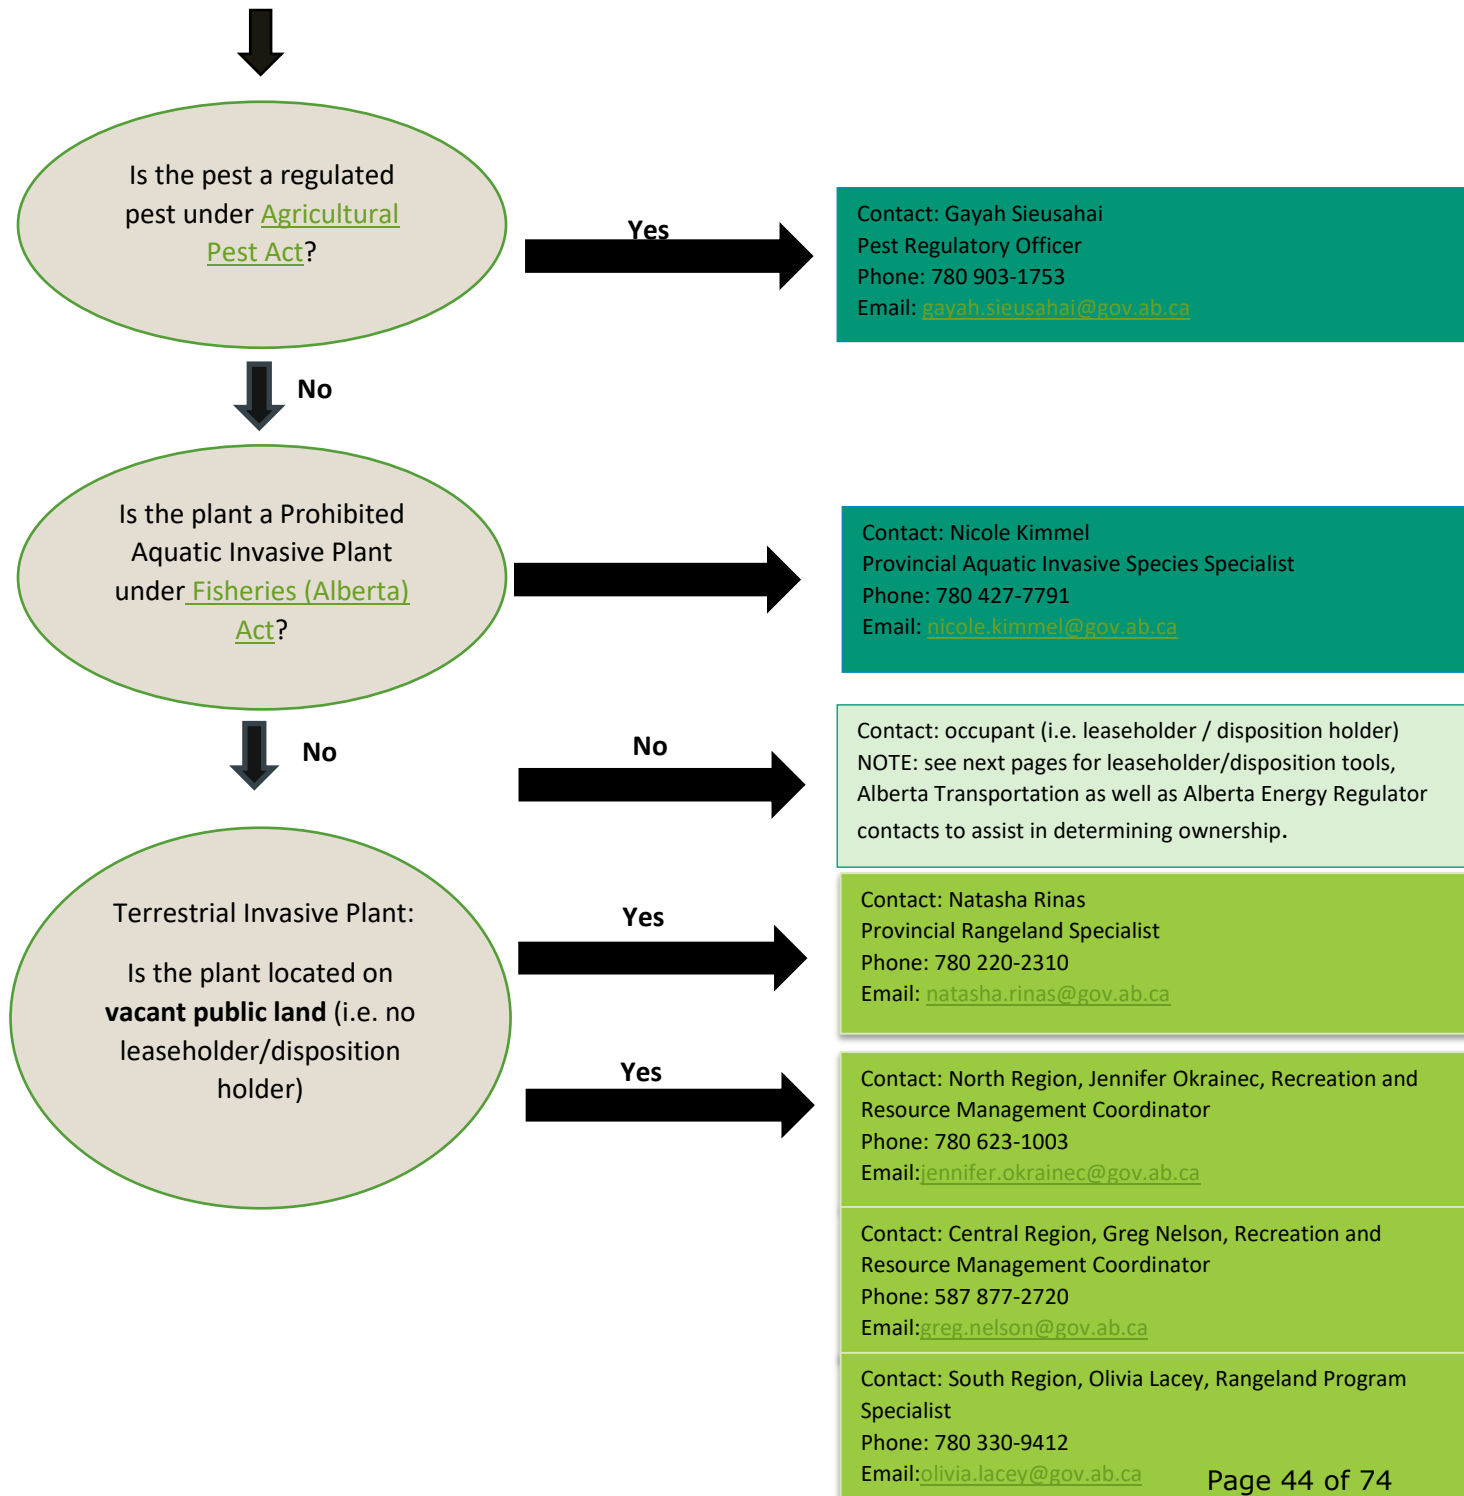 Is the pest a regulated
pest under Agricultural
Pest Act?
Yes
Contact: Gayah Sieusahai
Pest Regulatory Officer
Phone: 780 903-1753
Email: gayah.sieusahai@gov.ab.ca
No
Is the plant a Prohibited
Aquatic Invasive Plant
under Fisheries (Alberta)
Act?
Contact: Nicole Kimmel
Provincial Aquatic Invasive Species Specialist
Phone: 780 427-7791
Email: nicole.kimmel@gov.ab.ca
No
No
Contact: occupant (i.e. leaseholder / disposition holder)
NOTE: see next pages for leaseholder/disposition tools,
Alberta Transportation as well as Alberta Energy Regulator
contacts to assist in determining ownership.
Terrestrial Invasive Plant:
Is the plant located on
vacant public land (i.e. no
leaseholder/disposition
holder)
Yes
Contact: Natasha Rinas
Provincial Rangeland Specialist
Phone: 780 220-2310
Email: natasha.rinas@gov.ab.ca
Yes
Contact: North Region, Jennifer Okrainec, Recreation and
Resource Management Coordinator
Phone: 780 623-1003
Email:jennifer.okrainec@gov.ab.ca
Contact: Central Region, Greg Nelson, Recreation and
Resource Management Coordinator
Phone: 587 877-2720
Email:greg.nelson@gov.ab.ca
Contact: South Region, Olivia Lacey, Rangeland Program
Specialist
Phone: 780 330-9412
Email:olivia.lacey@gov.ab.ca
Page 44 of 74